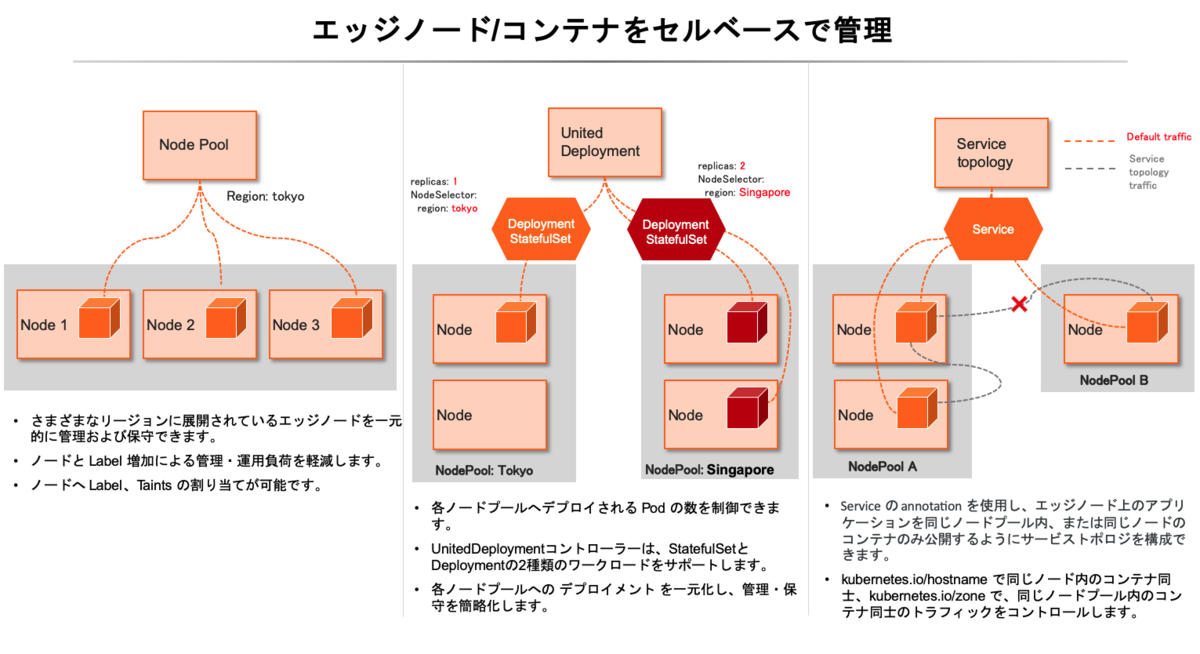 エッジノード/コンテナをセルベースで管理
Node Pool
Region: tokyo
Node 1
Node 2
Node 3
• さまざまなリージョンに展開されているエッジノードを一元
的に管理および保守できます。
• ノードと Label 増加による管理・運用負荷を軽減します。
• ノードへ Label、Taints の割り当てが可能です。
United
Deployment
replicas: 1
NodeSelector:
region: tokyo
replicas: 2
NodeSelector:
region: Singapore
Deployment
StatefulSet
Deployment
StatefulSet
Node
Node
NodePool: Tokyo
Node
Node
NodePool: Singapore
• 各ノードプールへデプロイされる Pod の数を制御できま
す。
• UnitedDeploymentコントローラーは、StatefulSetと
Deploymentの2種類のワークロードをサポートします。
• 各ノードプールへの デプロイメント を一元化し、管理・保
守を簡略化します。
Service
topology
Default traffic
Service
topology
traffic
Service
Node
Node
NodePool A
Node
NodePool B
• Service の annotation を使用し、エッジノード上のアプリ
ケーションを同じノードプール内、または同じノードの
コンテナのみ公開するようにサービストポロジを構成で
きます。
• kubernetes.io/hostname で同じノード内のコンテナ同
士、kubernetes.io/zone で、同じノードプール内のコン
テナ同士のトラフィックをコントロールします。